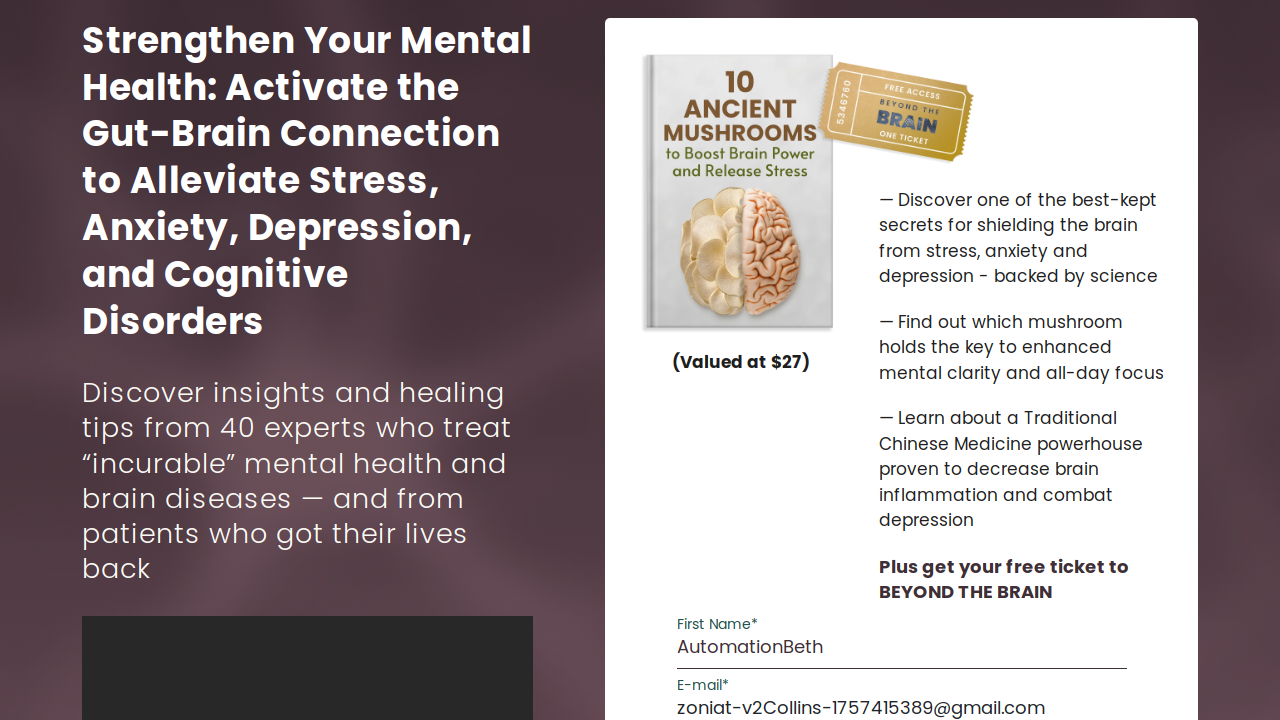 Strengthen Your Mental
Health: Activate the
Gut-Brain Connection
to Alleviate Stress,
Anxiety, Depression,
and Cognitive
Disorders
Discover insights and healing
tips from 40 experts who treat
“incurable” mental health and
brain diseases — and from
patients who got their lives
back
10
ANCIENT
MUSHROOMS
to Boost Brain Power
and Release Stress
(Valued at $27)
5346760
FREE ACCESS
BEYOND THE
BRAIN
ONE TICKET
— Discover one of the best-kept
secrets for shielding the brain
from stress, anxiety and
depression - backed by science
— Find out which mushroom
holds the key to enhanced
mental clarity and all-day focus
— Learn about a Traditional
Chinese Medicine powerhouse
proven to decrease brain
inflammation and combat
depression
Plus get your free ticket to
BEYOND THE BRAIN
First Name*
AutomationBeth
E-mail*
zoniat-v2Collins-1757415389@gmail.com